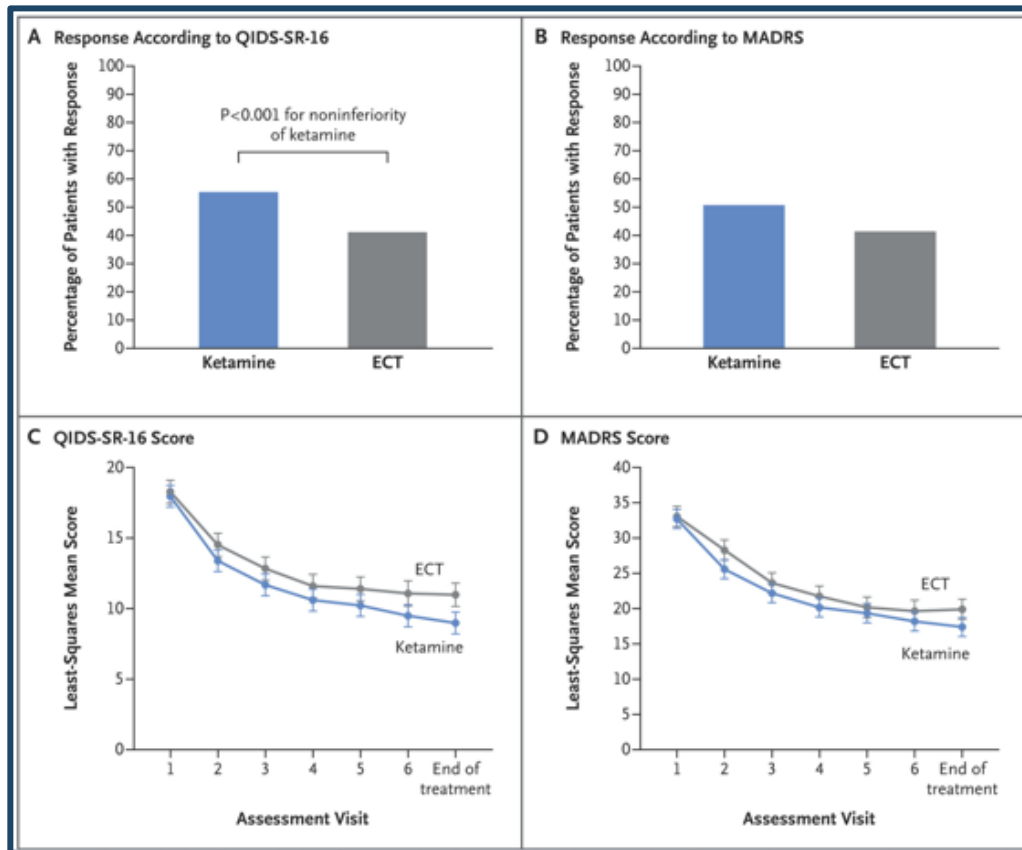 A Response According to QIDS-SR-16
Percentage of Patients with Response
100
90
80
70
60
50
40
30
20
10
0
P<0.001 for noninferiority
of ketamine
Ketamine
ECT
B Response According to MADRS
Percentage of Patients with Response
100
90
80
70
60
50
40
30
20
10
0
Ketamine
ECT
C QIDS-SR-16 Score
Least-Squares Mean Score
20
15
10
5
0
ECT
Ketamine
1 2 3 4 5 6 End of
treatment
Assessment Visit
D MADRS Score
Least-Squares Mean Score
40
35
30
25
20
15
10
5
0
ECT
Ketamine
1 2 3 4 5 6 End of
treatment
Assessment Visit